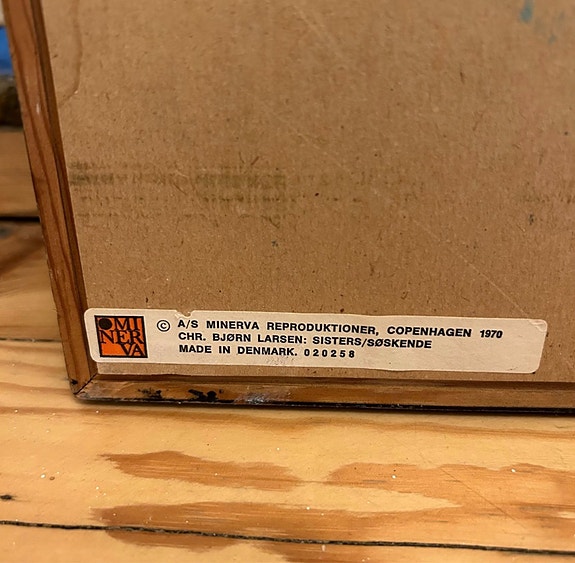 MI
NER
VA
© A/S MINERVA REPRODUKTIONER, COPENHAGEN 1970
CHR. BJØRN LARSEN: SISTERS/SØSKENDE
MADE IN DENMARK. 020258